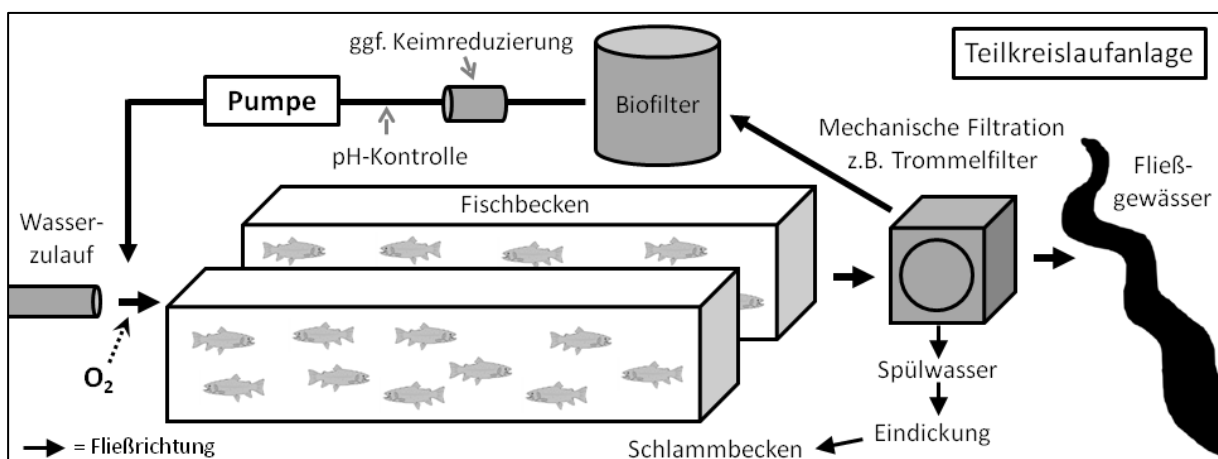 Teilkreislaufanlage
ggf. Keimreduzierung
Pumpe
pH-Kontrolle
Biofilter
Mechanische Filtration
z.B. Trommelfilter
Fließ-
gewässer
Wasser-
zulauf
Fischbecken
O₂
Spülwasser
Eindickung
Schlammbecken
= Fließrichtung